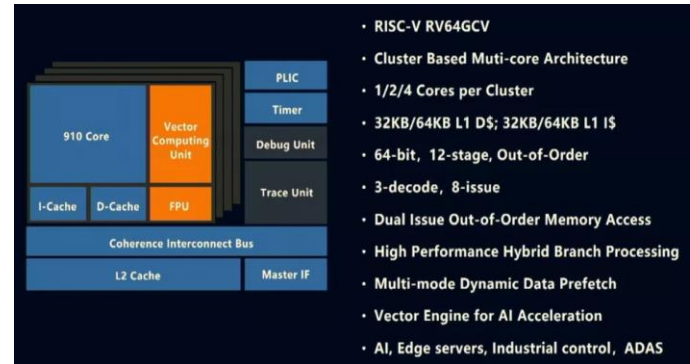 910 Core
Vector
Computing
Unit
I-Cache
D-Cache
FPU
PLIC
Timer
Debug Unit
Trace Unit
Coherence Interconnect Bus
L2 Cache
Master IF
• RISC-V RV64GCV
• Cluster Based Muti-core Architecture
• 1/2/4 Cores per Cluster
• 32KB/64KB L1 D$; 32KB/64KB L1 I$
• 64-bit, 12-stage, Out-of-Order
• 3-decode, 8-issue
• Dual Issue Out-of-Order Memory Access
• High Performance Hybrid Branch Processing
• Multi-mode Dynamic Data Prefetch
• Vector Engine for AI Acceleration
• AI, Edge servers, Industrial control, ADAS